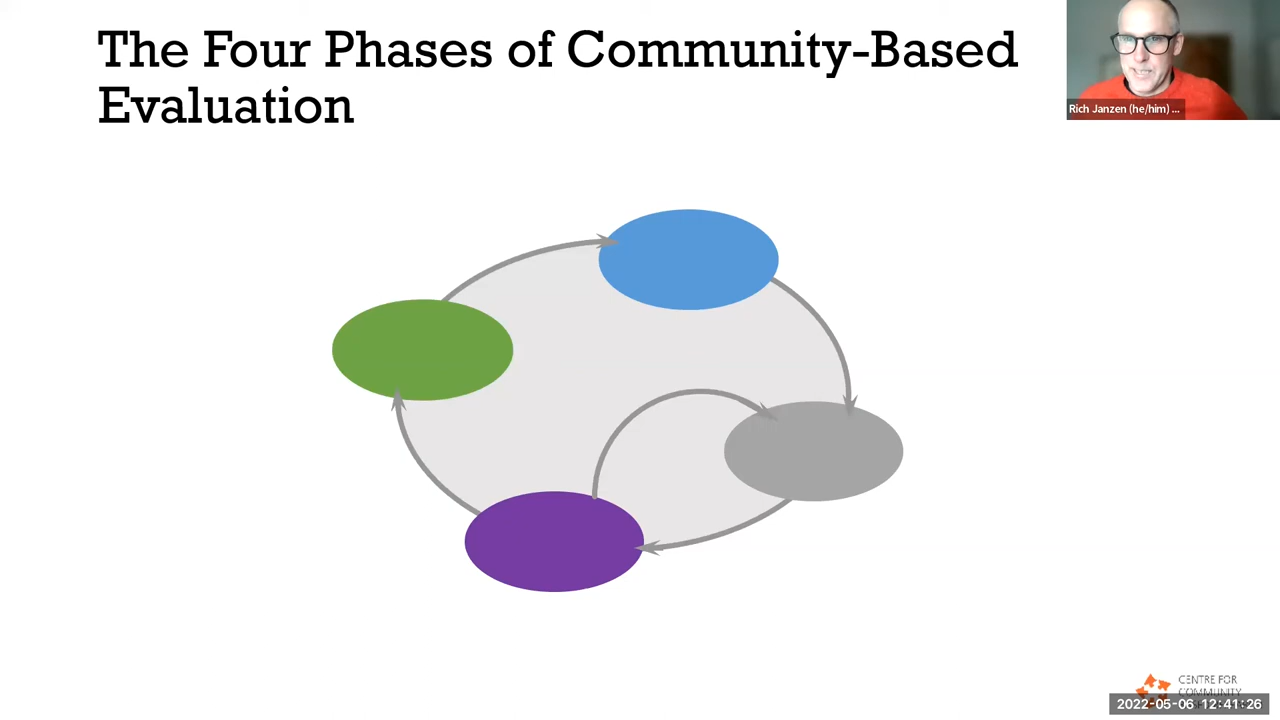 The Four Phases of Community-Based
Evaluation
Rich Janzen (he/him) ...
CENTRE FOR
COMMUNITY
2022-05-06 12:41:26